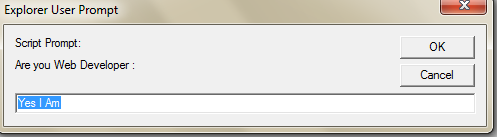 Explorer User Prompt
Script Prompt:
OK
Are you Web Developer :
Cancel
Yes I Am